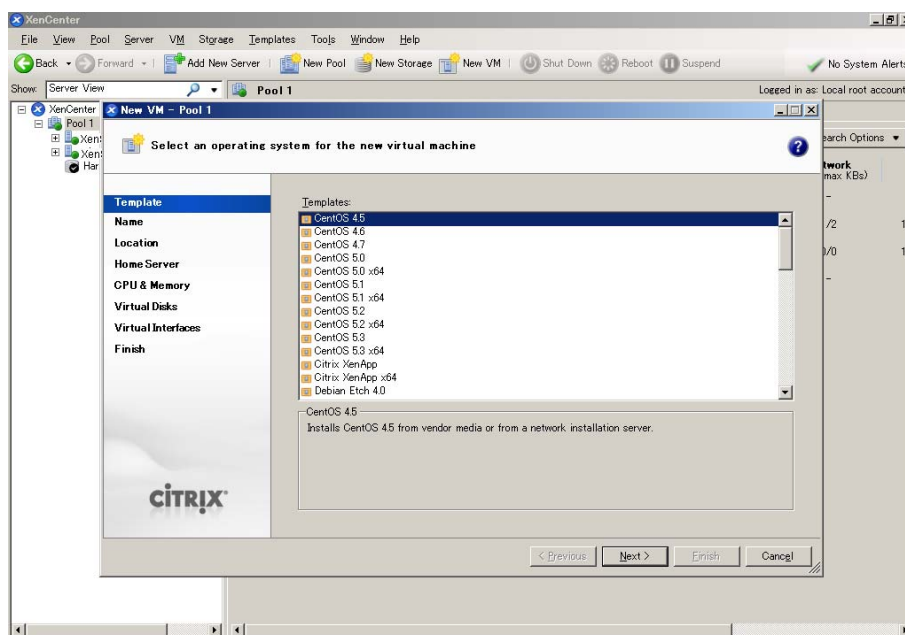 XenCenter
File View Pool Server VM Storage Templates Tools Window Help
Back Forward Add New Server New Pool New Storage New VM Shut Down Reboot Suspend No System Alerts
Show: Server View Pool 1 Logged in as: Local root account
XenCenter
Pool 1
New VM - Pool 1
Select an operating system for the new virtual machine
Template
Name
Location
Home Server
CPU & Memory
Virtual Disks
Virtual Interfaces
Finish
CITRIX
Templates:
CentOS 4.5
CentOS 4.6
CentOS 4.7
CentOS 5.0
CentOS 5.0 x64
CentOS 5.1
CentOS 5.1 x64
CentOS 5.2
CentOS 5.2 x64
CentOS 5.3
CentOS 5.3 x64
Citrix XenApp
Citrix XenApp x64
Debian Etch 4.0
CentOS 4.5
Installs CentOS 4.5 from vendor media or from a network installation server.
< Previous Next > Finish Cancel
Options
max KBs)
-
/2 1
/0 1
-